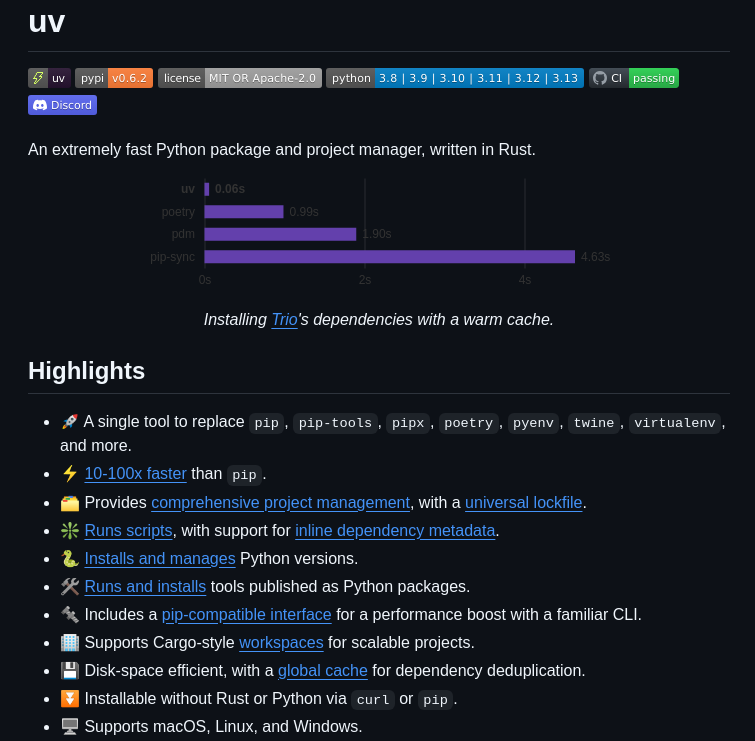 uv
uv pypi v0.6.2 license MIT OR Apache-2.0 python 3.8 | 3.9 | 3.10 | 3.11 | 3.12 | 3.13 CI passing
Discord
An extremely fast Python package and project manager, written in Rust.
uv 0.06s
poetry 0.99s
pdm 1.90s
pip-sync 4.63s
0s 2s 4s
Installing Trio's dependencies with a warm cache.
Highlights
• 🚀 A single tool to replace pip, pip-tools, pipx, poetry, pyenv, twine, virtualenv,
and more.
• ⚡ 10-100x faster than pip.
• 🗂️ Provides comprehensive project management, with a universal lockfile.
• ❇️ Runs scripts, with support for inline dependency metadata.
• 🐍 Installs and manages Python versions.
• 🛠️ Runs and installs tools published as Python packages.
• 🔩 Includes a pip-compatible interface for a performance boost with a familiar CLI.
• 🏢 Supports Cargo-style workspaces for scalable projects.
• 💾 Disk-space efficient, with a global cache for dependency deduplication.
• ⏬ Installable without Rust or Python via curl or pip.
• 🖥️ Supports macOS, Linux, and Windows.